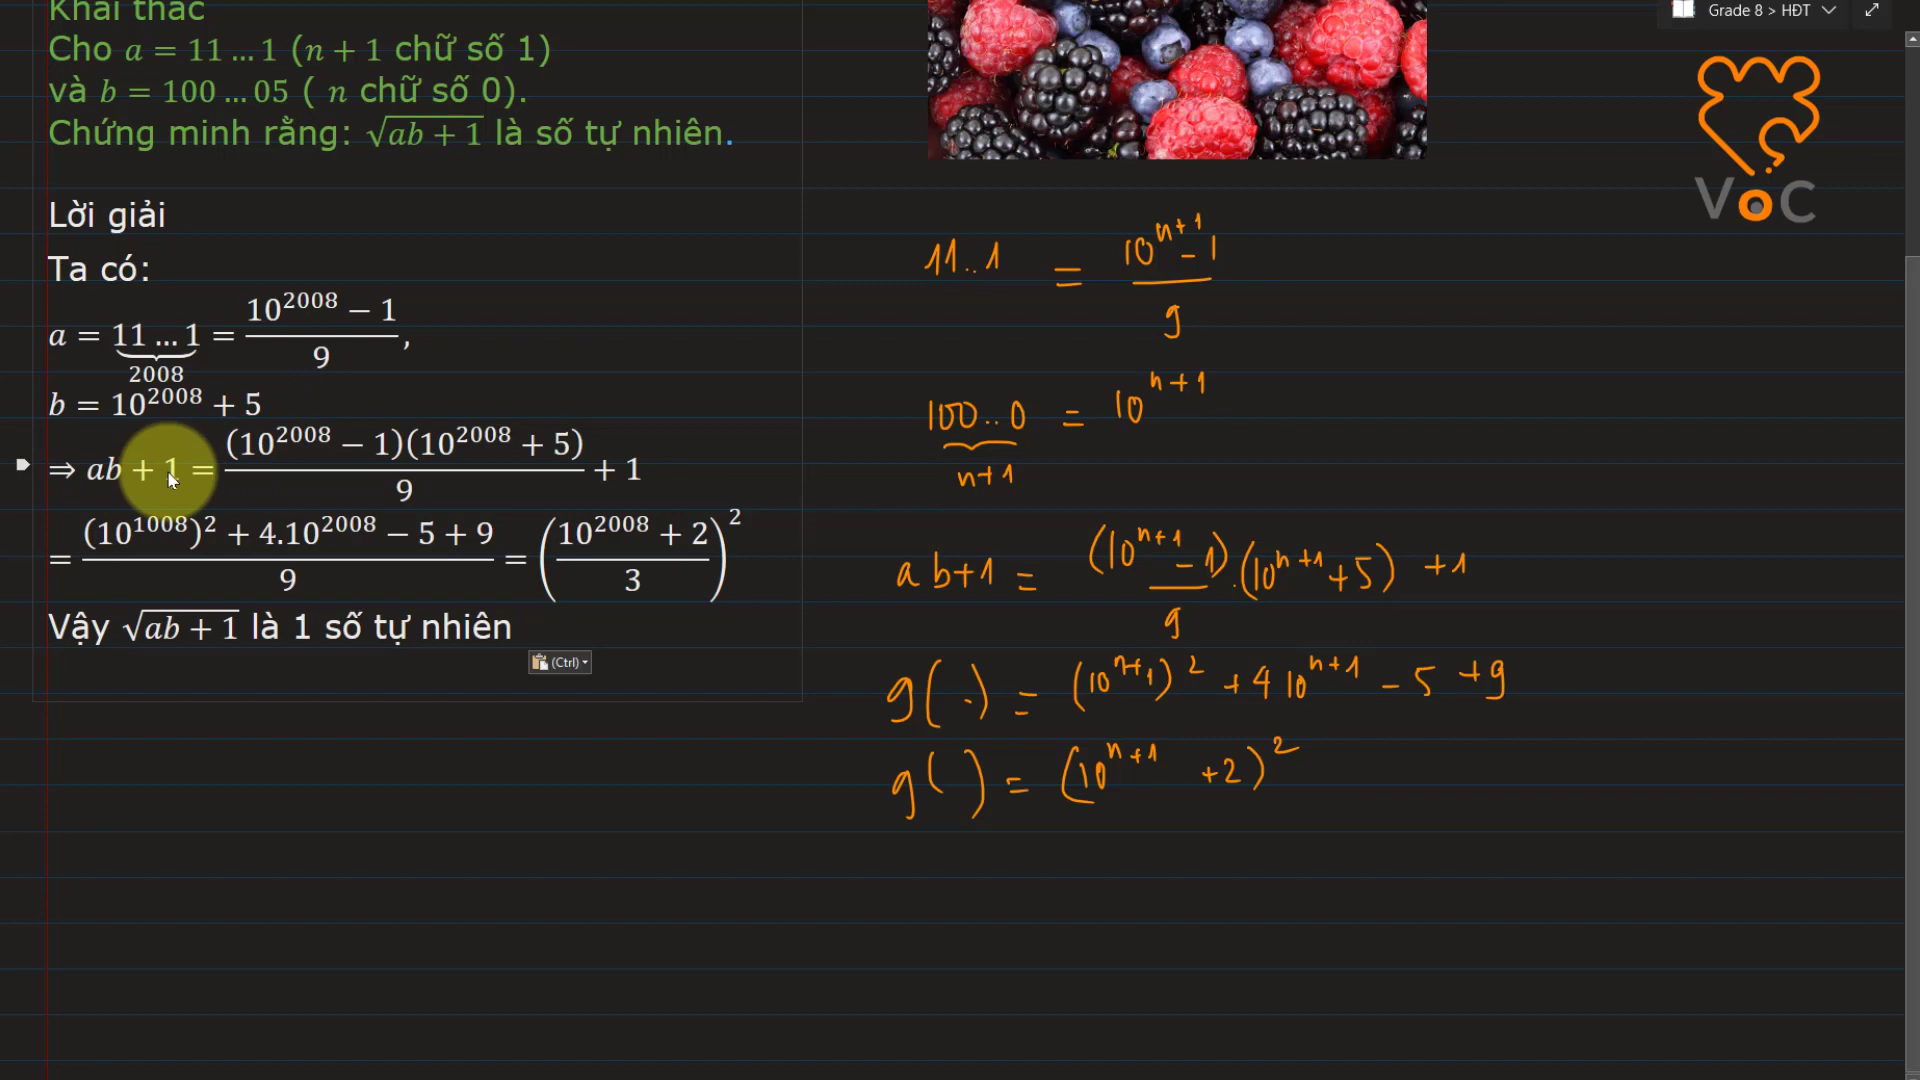 Khai thác
Cho a = 11 ... 1 (n + 1 chữ số 1)
và b = 100 ... 05 ( n chữ số 0).
Chứng minh rằng: √(ab + 1) là số tự nhiên.
Lời giải
Ta có:
a = 11 ... 1 = (10^2008 − 1)/9,
2008
b = 10^2008 + 5
⇒ ab + 1 = (10^2008 − 1)(10^2008 + 5)/9 + 1
= ((10^1008)^2 + 4.10^2008 − 5 + 9)/9 = ((10^2008 + 2)/3)^2
Vậy √(ab + 1) là 1 số tự nhiên
(Ctrl)
Grade 8 > HĐT
VOC
11..1 = (10^(n+1) − 1)/9
100..0 = 10^(n+1)
n+1
ab+1 = (10^(n+1) − 1)/9 . (10^(n+1) + 5) + 1
9( . ) = (10^(n+1))^2 + 4 10^(n+1) − 5 + 9
9( ) = (10^(n+1) + 2)^2